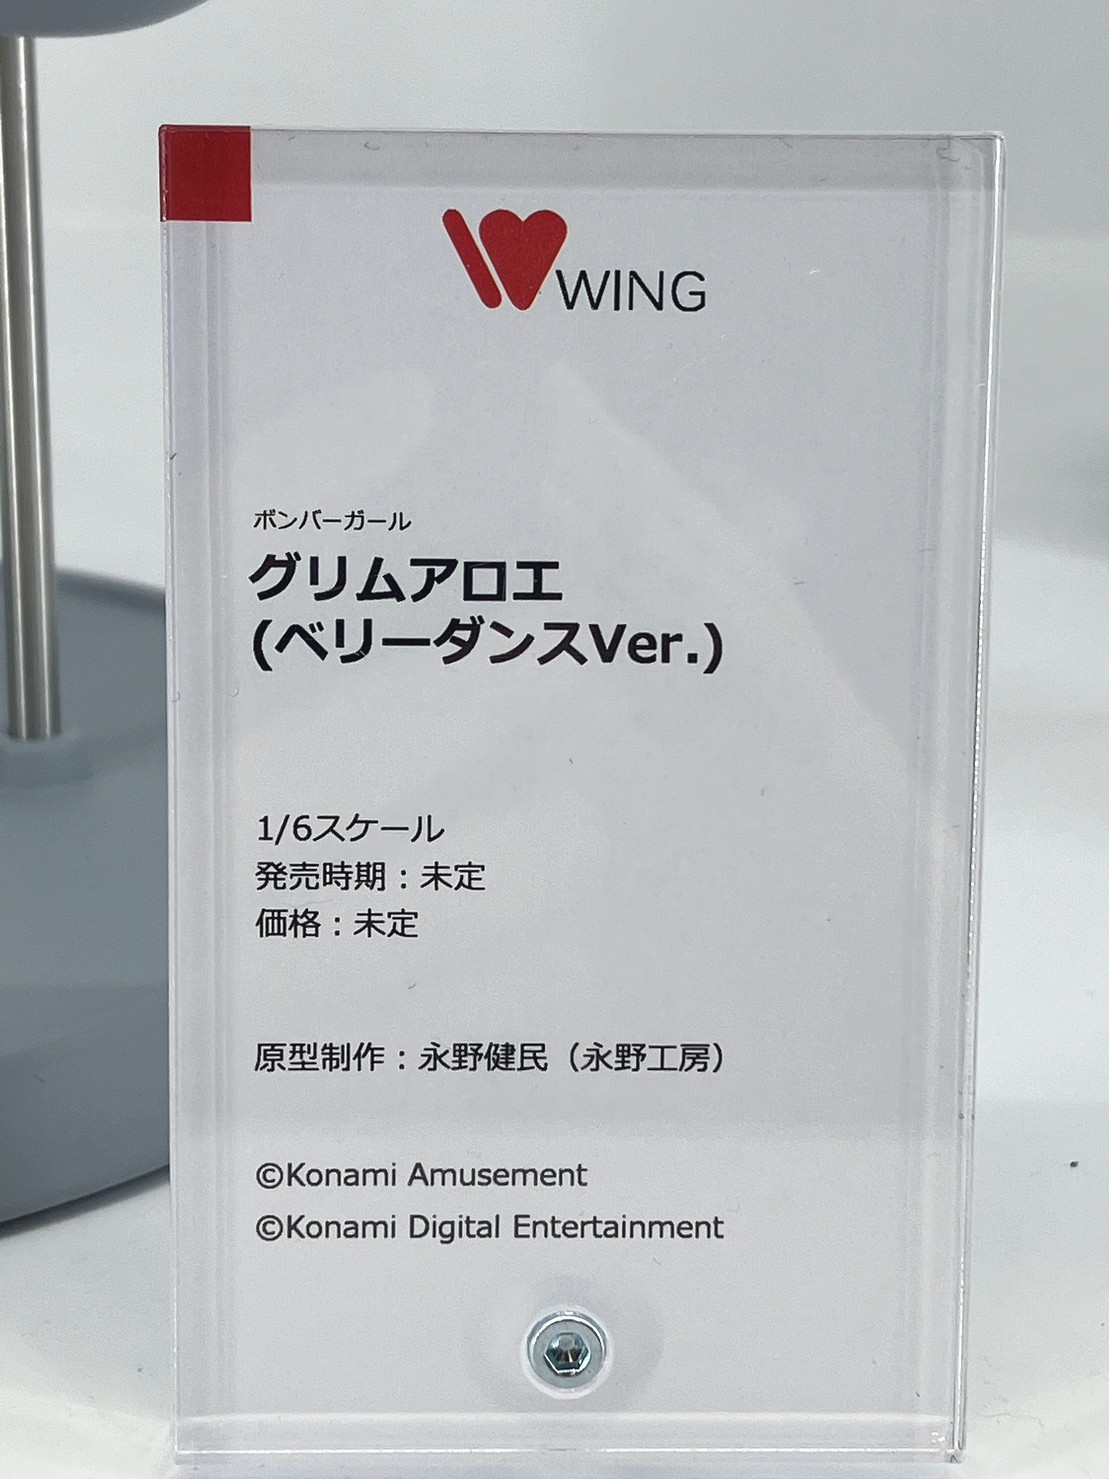 WING
ボンバーガール
グリムアロエ
(ベリーダンスVer.)
1/6スケール
発売時期：未定
価格：未定
原型制作：永野健民（永野工房）
©Konami Amusement
©Konami Digital Entertainment